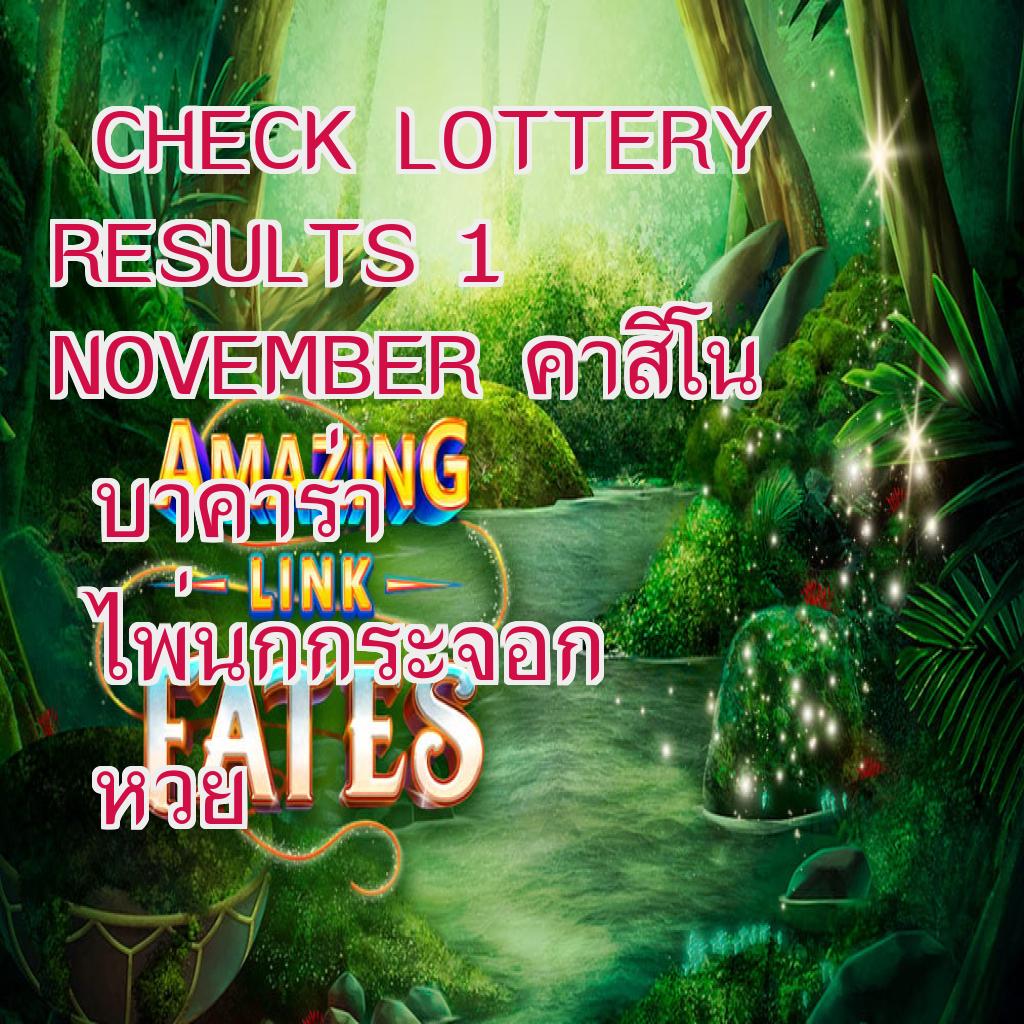 CHECK LOTTERY
RESULTS 1
NOVEMBER คาสิโน
AMAZING
บาคาร่า
LINK
ไพ่นกกระจอก
FATES
หวย